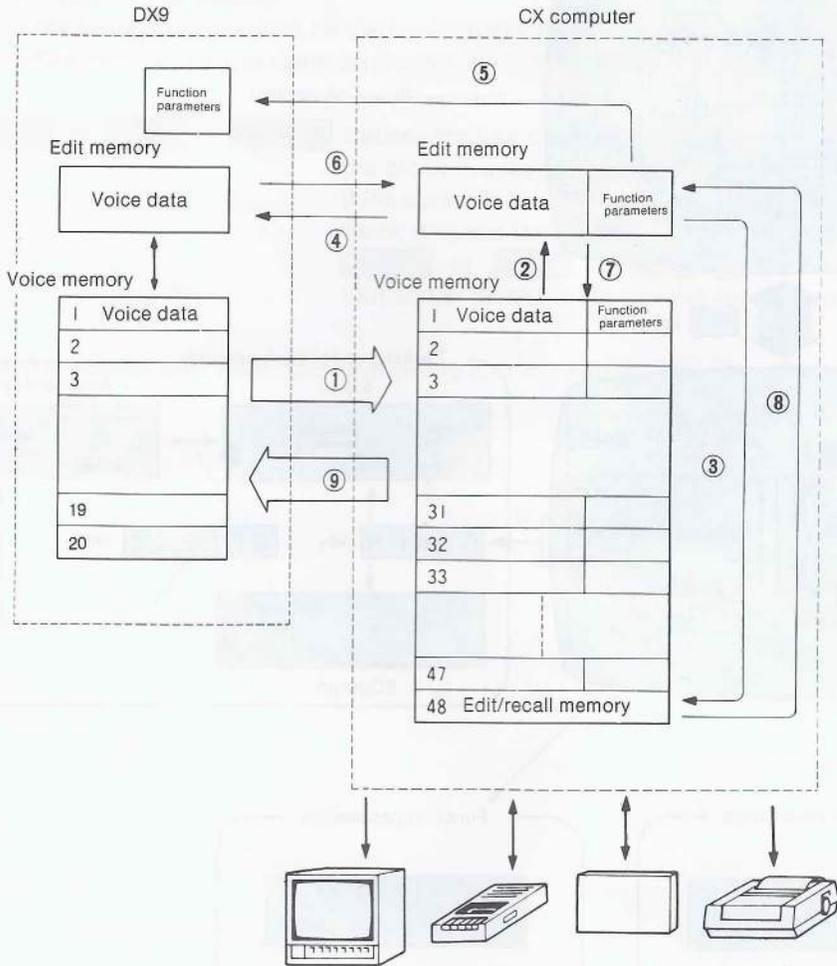 DX9
CX computer
Function
parameters
⑤
Edit memory
Edit memory
⑥
Voice data
Voice data
Function
parameters
④
②
⑦
Voice memory
Voice memory
1 Voice data
1 Voice data
Function
parameters
2
2
3
①
3
⑧
③
⑨
19
31
20
32
33
47
48 Edit/recall memory